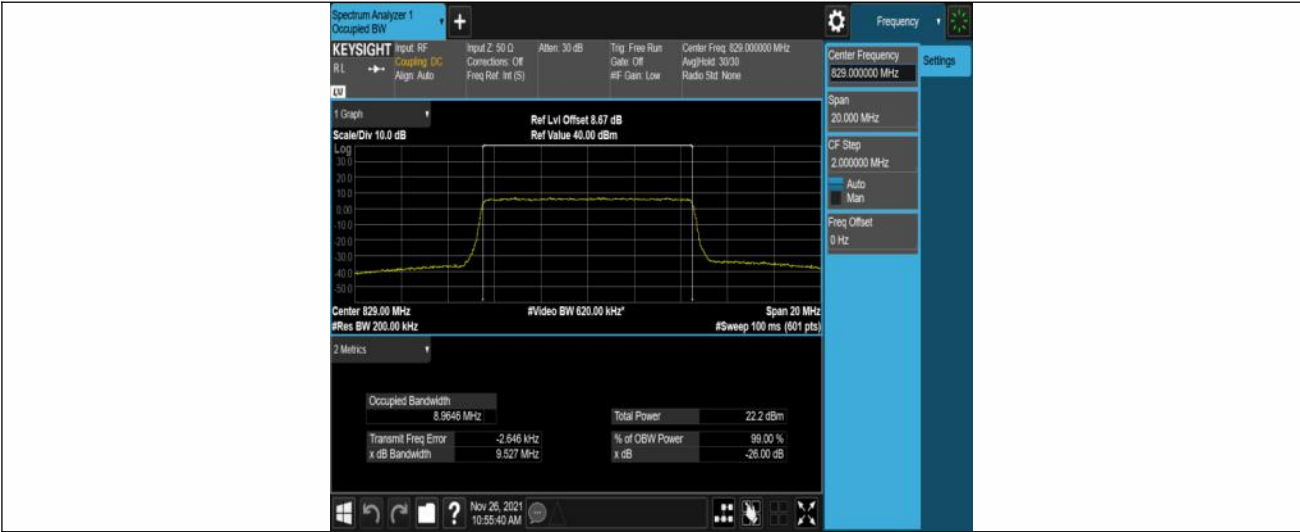 Spectrum Analyzer 1
Occupied BW
+
Frequency
KEYSIGHT
RL
LV
Input: RF
Coupling: DC
Align: Auto
Input Z: 50 Ω
Corrections: Off
Freq Ref: Int (S)
Atten: 30 dB
Trig: Free Run
Gate: Off
#IF Gain: Low
Center Freq: 829.000000 MHz
Avg|Hold: 30/30
Radio Std: None
Center Frequency
829.000000 MHz
Settings
Span
20.000 MHz
CF Step
2.000000 MHz
Auto
Man
Freq Offset
0 Hz
1 Graph
Scale/Div 10.0 dB
Ref Lvl Offset 8.67 dB
Ref Value 40.00 dBm
Log
30.0
20.0
10.0
0.00
-10.0
-20.0
-30.0
-40.0
-50.0
Center 829.00 MHz
#Res BW 200.00 kHz
#Video BW 620.00 kHz*
Span 20 MHz
#Sweep 100 ms (601 pts)
2 Metrics
Occupied Bandwidth
8.9646 MHz
Transmit Freq Error -2.646 kHz
x dB Bandwidth 9.527 MHz
Total Power 22.2 dBm
% of OBW Power 99.00 %
x dB -26.00 dB
?
Nov 26, 2021
10:55:40 AM